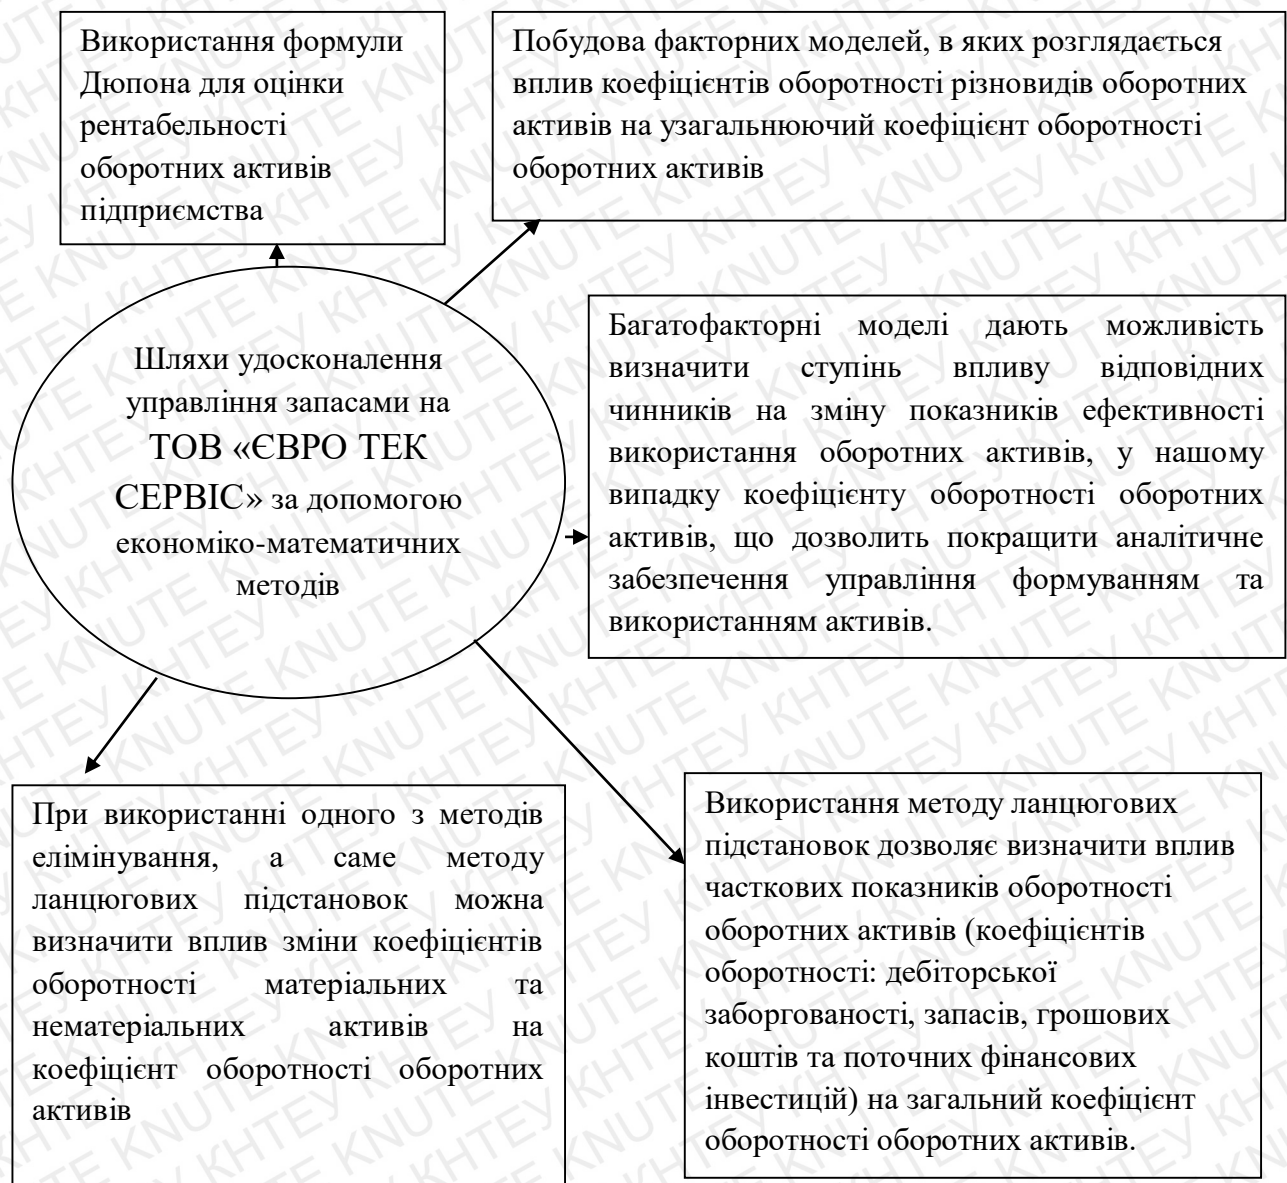 Використання формули
Дюпона для оцінки
рентабельності
оборотних активів
підприємства
Побудова факторних моделей, в яких розглядається
вплив коефіцієнтів оборотності різновидів оборотних
активів на узагальнюючий коефіцієнт оборотності
оборотних активів
Шляхи удосконалення
управління запасами на
ТОВ «ЄВРО ТЕК
СЕРВІС» за допомогою
економіко-математичних
методів
Багатофакторні моделі дають можливість
визначити ступінь впливу відповідних
чинників на зміну показників ефективності
використання оборотних активів, у нашому
випадку коефіцієнту оборотності оборотних
активів, що дозволить покращити аналітичне
забезпечення управління формуванням та
використанням активів.
При використанні одного з методів
елімінування, а саме методу
ланцюгових підстановок можна
визначити вплив зміни коефіцієнтів
оборотності матеріальних та
нематеріальних активів на
коефіцієнт оборотності оборотних
активів
Використання методу ланцюгових
підстановок дозволяє визначити вплив
часткових показників оборотності
оборотних активів (коефіцієнтів
оборотності: дебіторської
заборгованості, запасів, грошових
коштів та поточних фінансових
інвестицій) на загальний коефіцієнт
оборотності оборотних активів.